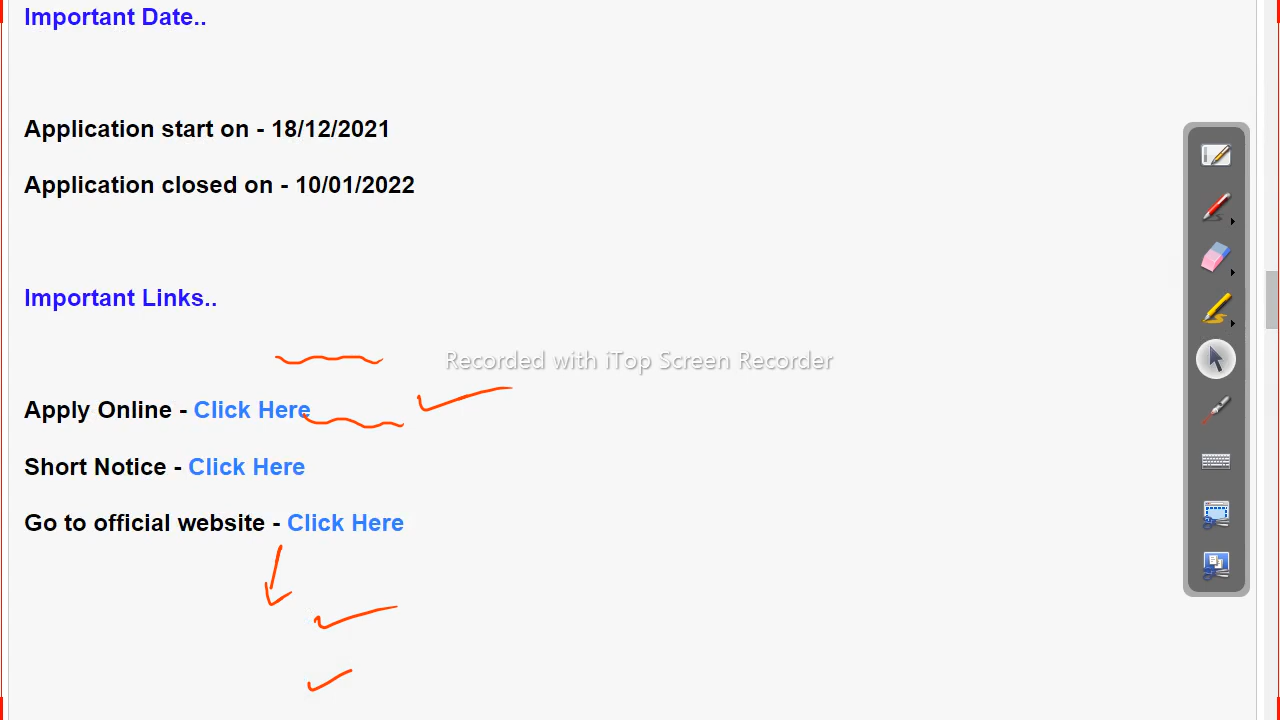 Important Date..
Application start on - 18/12/2021
Application closed on - 10/01/2022
Important Links..
Recorded with iTop Screen Recorder
Apply Online - Click Here
Short Notice - Click Here
Go to official website - Click Here